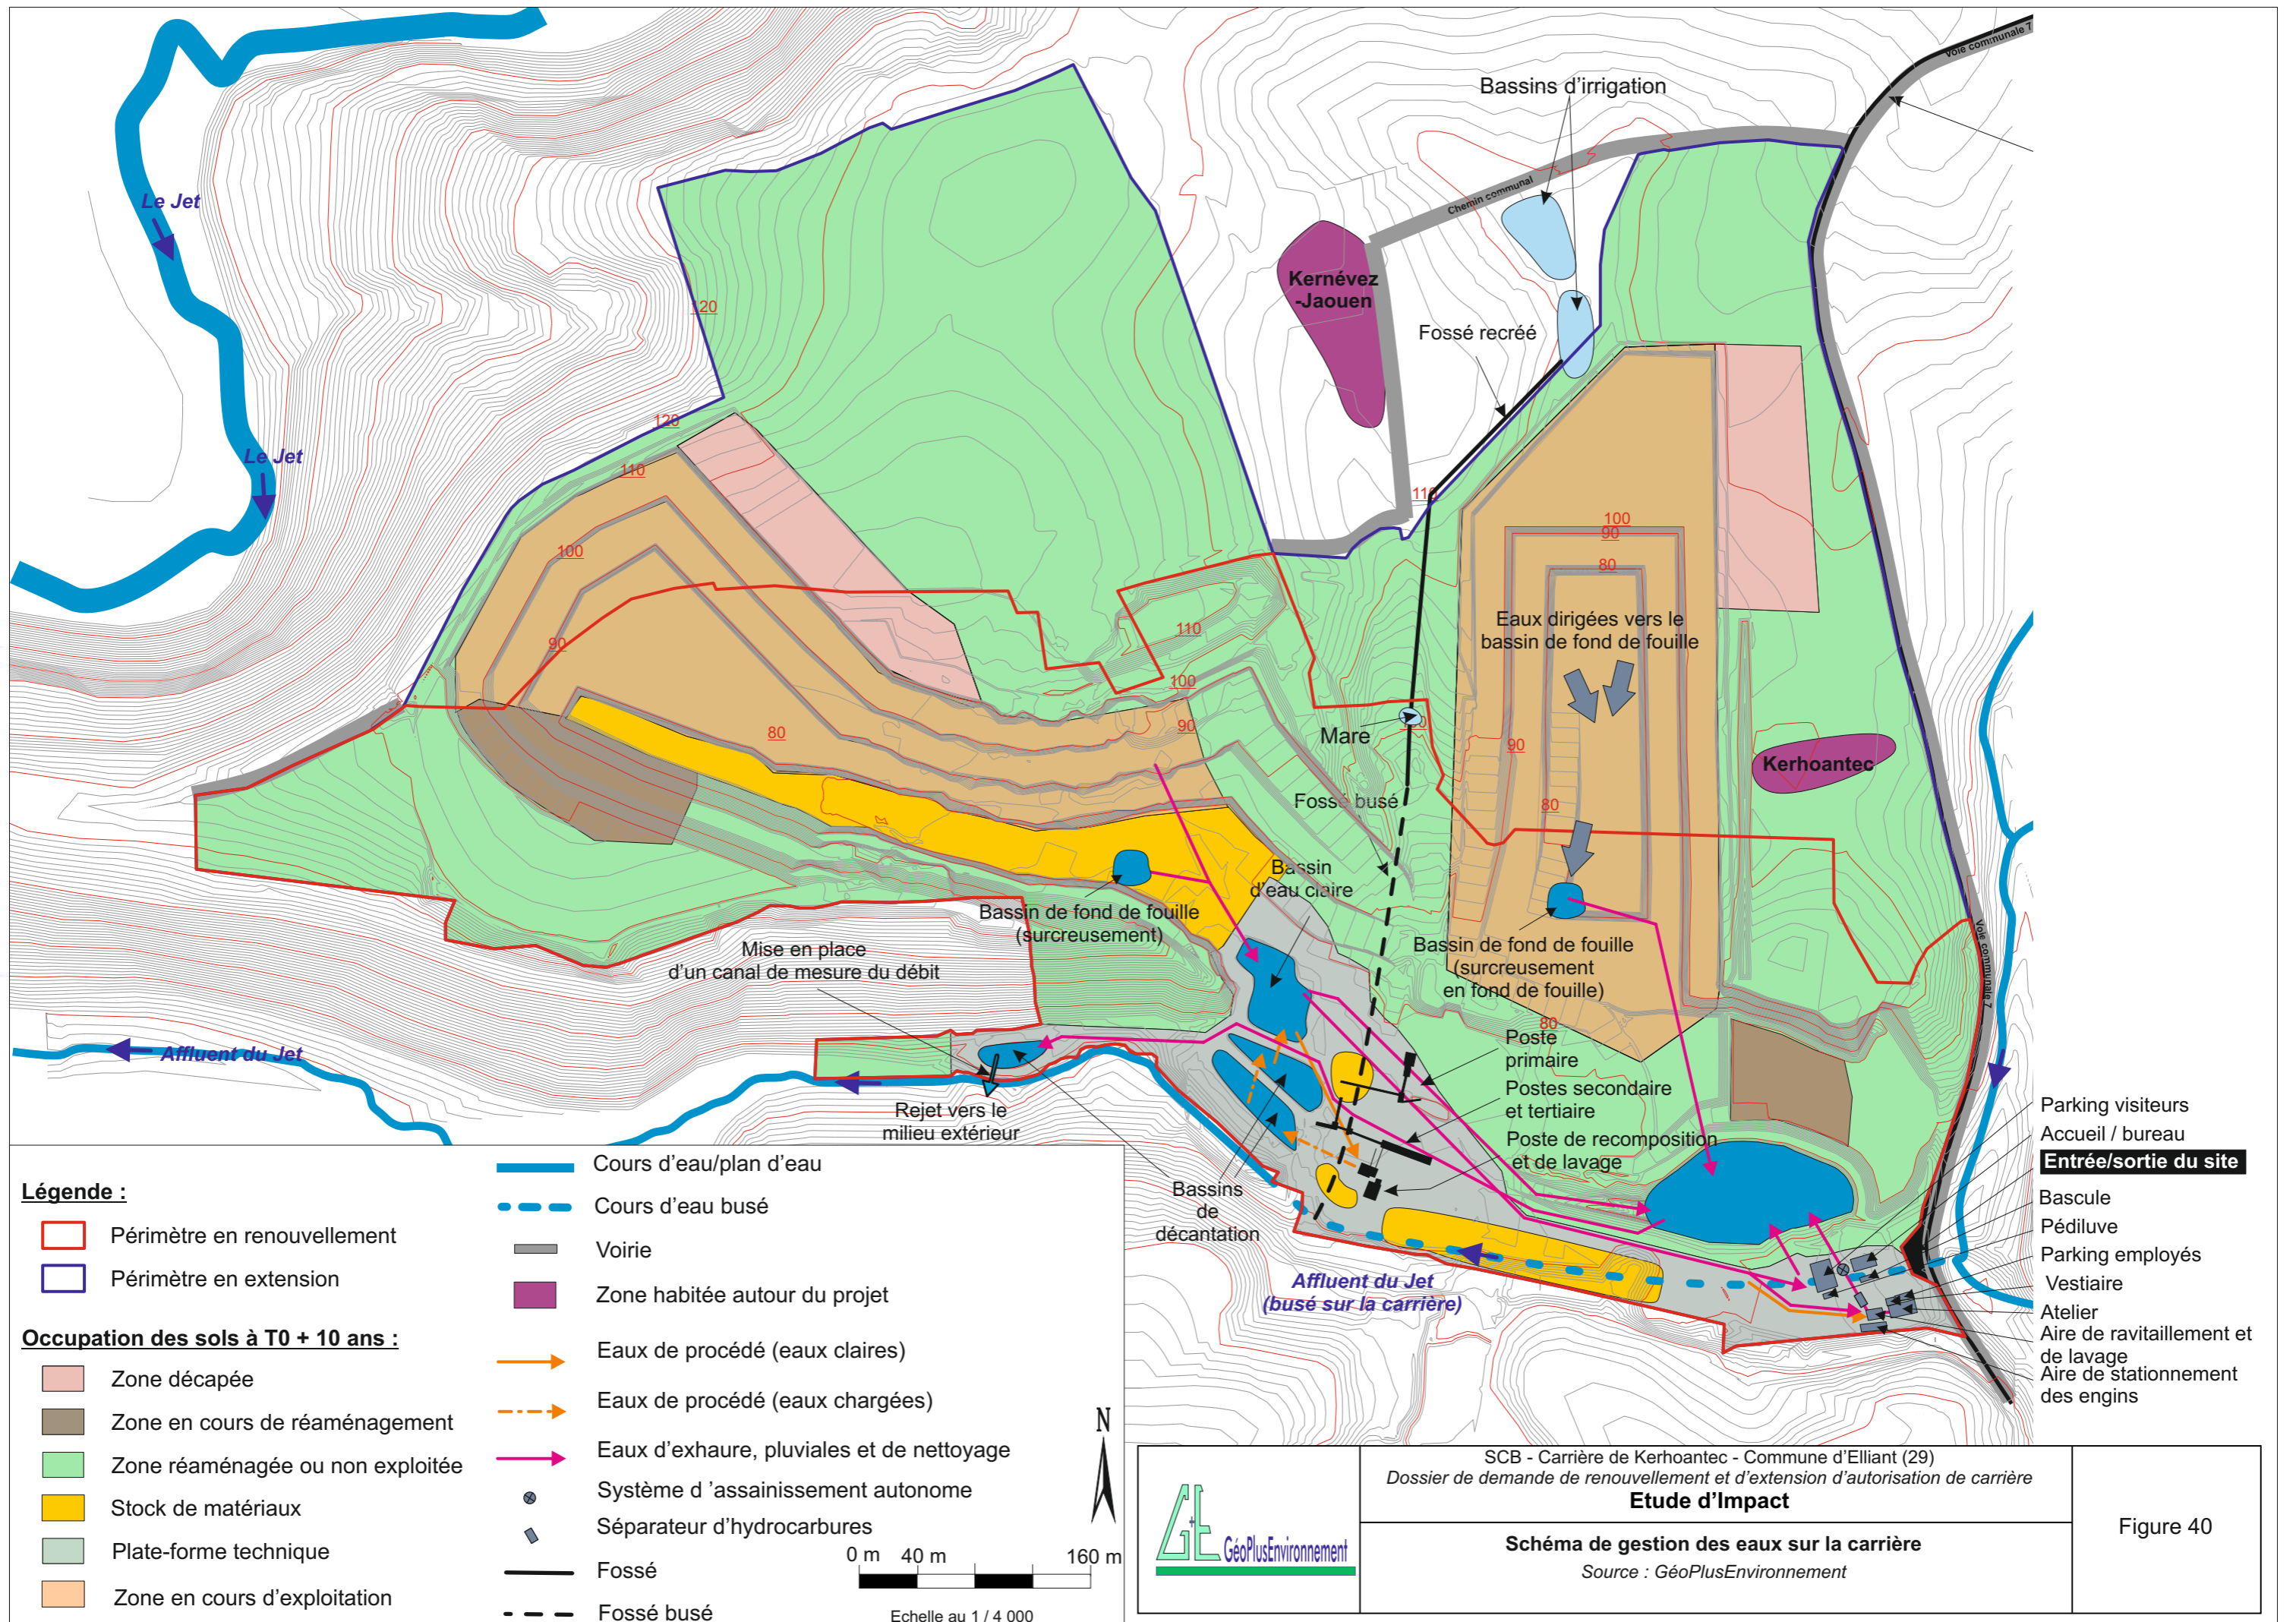 Voie communale 7
Bassins d'irrigation
Le Jet
Chemin communal
Kernévez
-Jaouen
120
Fossé recréé
120
Le Jet
110
110
100
100
90
80
Eaux dirigées vers le
bassin de fond de fouille
110
90
100
90
80
Mare
90
Kerhoantec
Fossé busé
80
Bassin
d'eau claire
Bassin de fond de fouille
(surcreusement)
Mise en place
d'un canal de mesure du débit
Bassin de fond de fouille
(surcreusement
en fond de fouille)
Voie communale 7
80
Poste
primaire
Affluent du Jet
Postes secondaire
et tertiaire
Rejet vers le
milieu extérieur
Poste de recomposition
et de lavage
Bassins
de
décantation
Affluent du Jet
(busé sur la carrière)
Parking visiteurs
Accueil / bureau
Entrée/sortie du site
Bascule
Pédiluve
Parking employés
Vestiaire
Atelier
Aire de ravitaillement et
de lavage
Aire de stationnement
des engins
Légende :
Périmètre en renouvellement
Périmètre en extension
Occupation des sols à T0 + 10 ans :
Zone décapée
Zone en cours de réaménagement
Zone réaménagée ou non exploitée
Stock de matériaux
Plate-forme technique
Zone en cours d'exploitation
Cours d'eau/plan d'eau
Cours d'eau busé
Voirie
Zone habitée autour du projet
Eaux de procédé (eaux claires)
Eaux de procédé (eaux chargées)
Eaux d'exhaure, pluviales et de nettoyage
Système d 'assainissement autonome
Séparateur d'hydrocarbures
Fossé
Fossé busé
N
0 m 40 m 160 m
Echelle au 1 / 4 000
G+E
GéoPlusEnvironnement
SCB - Carrière de Kerhoantec - Commune d'Elliant (29)
Dossier de demande de renouvellement et d'extension d'autorisation de carrière
Etude d'Impact
Schéma de gestion des eaux sur la carrière
Source : GéoPlusEnvironnement
Figure 40